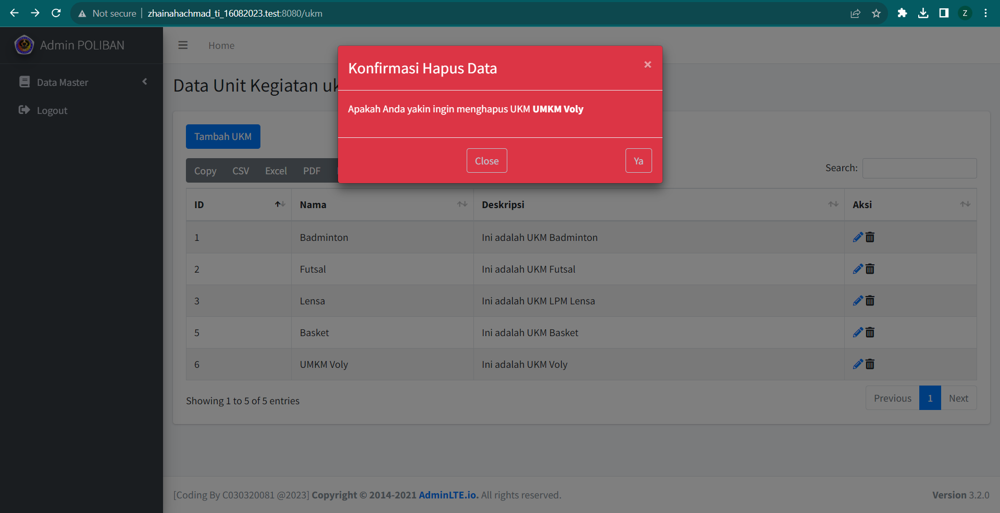 Not secure | zhainahachmad_ti_16082023.test:8080/ukm
Z
Admin POLIBAN
Home
Data Master
Logout
Data Unit Kegiatan uk
Konfirmasi Hapus Data ×
Apakah Anda yakin ingin menghapus UKM UMKM Voly
Close Ya
Tambah UKM
Copy CSV Excel PDF
Search:
ID Nama Deskripsi Aksi
1 Badminton Ini adalah UKM Badminton
2 Futsal Ini adalah UKM Futsal
3 Lensa Ini adalah UKM LPM Lensa
5 Basket Ini adalah UKM Basket
6 UMKM Voly Ini adalah UKM Voly
Showing 1 to 5 of 5 entries
Previous 1 Next
[Coding By C030320081 @2023] Copyright © 2014-2021 AdminLTE.io. All rights reserved.
Version 3.2.0